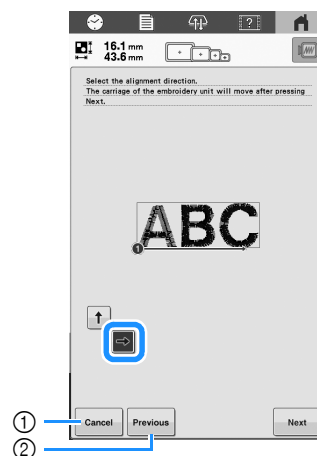 16.1 mm
43.6 mm
Select the alignment direction.
The carriage of the embroidery unit will move after pressing
Next.
ABC
1
Cancel
Previous
Next
1
2